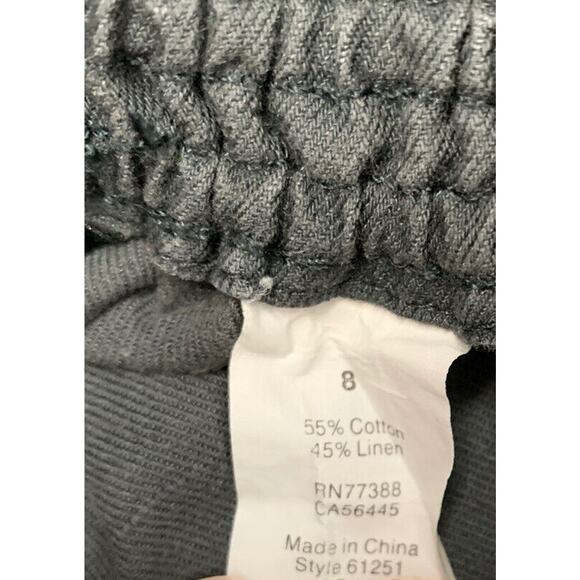 8
55% Cotton
45% Linen
RN77388
CA56445
Made in China
Style 61251